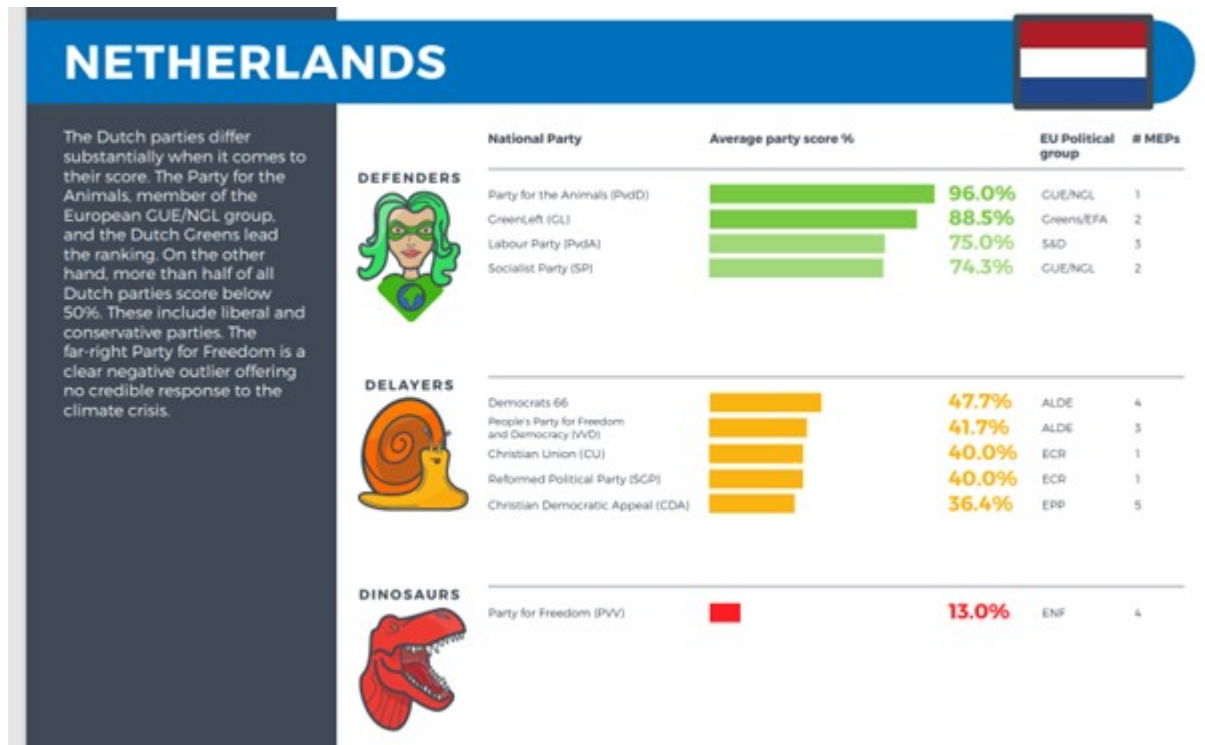 NETHERLANDS
The Dutch parties differ
substantially when it comes to
their score. The Party for the
Animals, member of the
European GUE/NGL group,
and the Dutch Greens lead
the ranking. On the other
hand, more than half of all
Dutch parties score below
50%. These include liberal and
conservative parties. The
far-right Party for Freedom is a
clear negative outlier offering
no credible response to the
climate crisis.
National Party Average party score % EU Political group # MEPs
DEFENDERS
Party for the Animals (PvdD) 96.0% GUE/NGL 1
GreenLeft (GL) 88.5% Greens/EFA 2
Labour Party (PvdA) 75.0% S&D 3
Socialist Party (SP) 74.3% GUE/NGL 2
DELAYERS
Democrats 66 47.7% ALDE 4
People's Party for Freedom
and Democracy (VVD) 41.7% ALDE 3
Christian Union (CU) 40.0% ECR 1
Reformed Political Party (SGP) 40.0% ECR 1
Christian Democratic Appeal (CDA) 36.4% EPP 5
DINOSAURS
Party for Freedom (PVV) 13.0% ENF 4